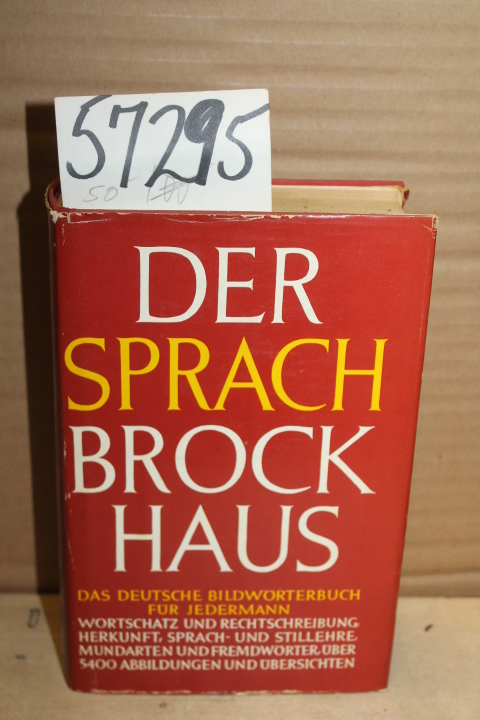 57295
DER
SPRACH
BROCK
HAUS
DAS DEUTSCHE BILDWÖRTERBUCH
FÜR JEDERMANN
WORTSCHATZ UND RECHTSCHREIBUNG,
HERKUNFT, SPRACH- UND STILLEHRE,
MUNDARTEN UND FREMDWÖRTER, ÜBER
5400 ABBILDUNGEN UND ÜBERSICHTEN